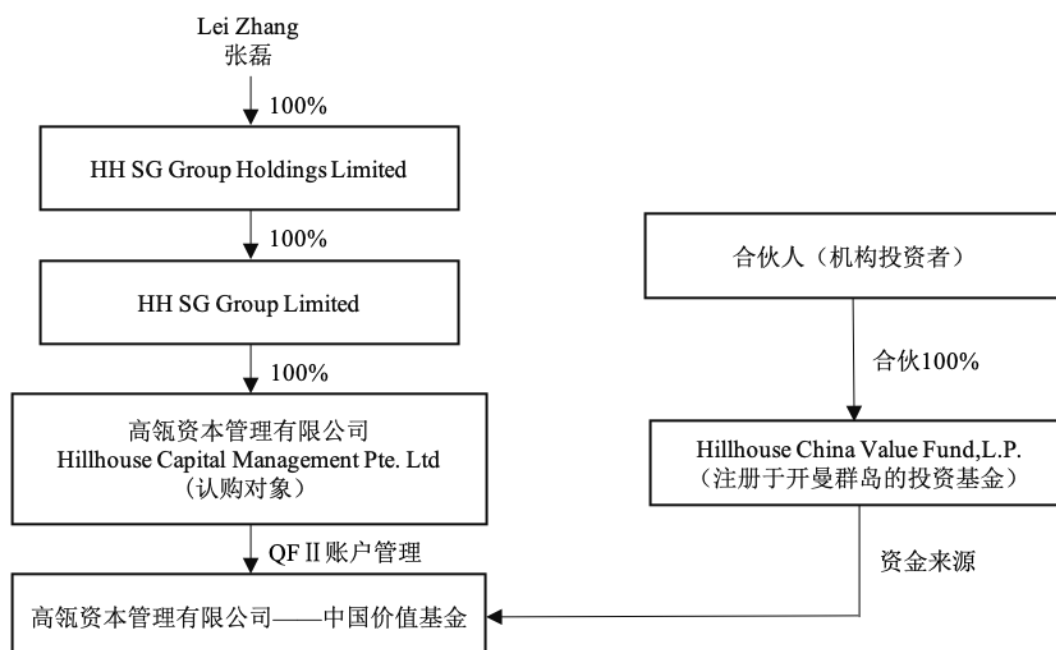 Lei Zhang
张磊
100%
HH SG Group Holdings Limited
100%
HH SG Group Limited
100%
高瓴资本管理有限公司
Hillhouse Capital Management Pte. Ltd
(认购对象）
QFⅡ账户管理
高瓴资本管理有限公司——中国价值基金
合伙人（机构投资者）
合伙100%
Hillhouse China Value Fund,L.P.
（注册于开曼群岛的投资基金）
资金来源